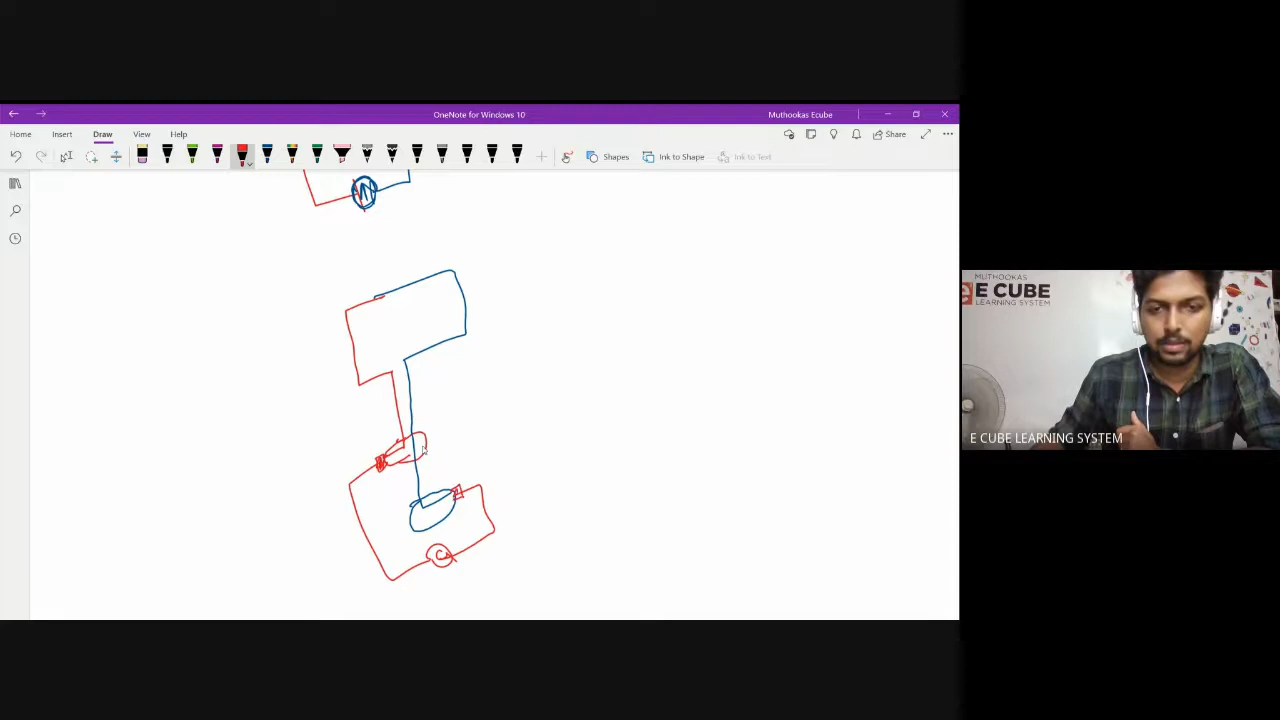 OneNote for Windows 10
Muthookas Ecube
Home Insert Draw View Help
Share
Shapes Ink to Shape Ink to Text
MUTHOOKAS
e E CUBE
LEARNING SYSTEM
E CUBE LEARNING SYSTEM